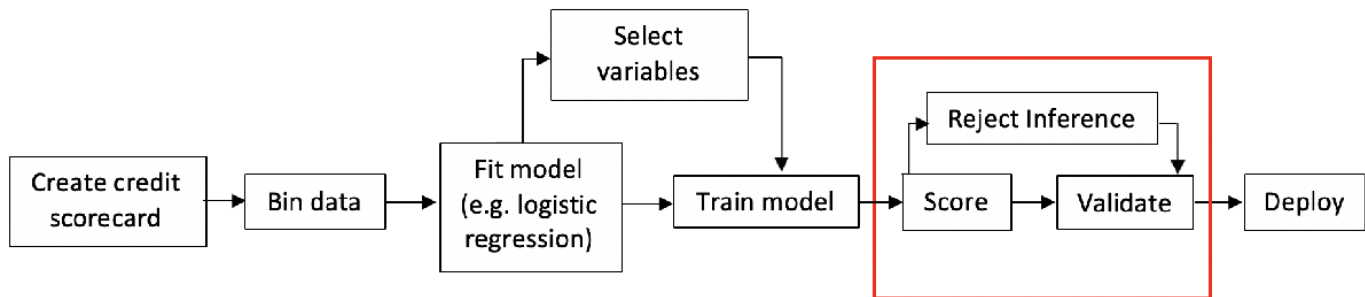 Create credit
scorecard
Bin data
Fit model
(e.g. logistic
regression)
Select
variables
Train model
Reject Inference
Score
Validate
Deploy